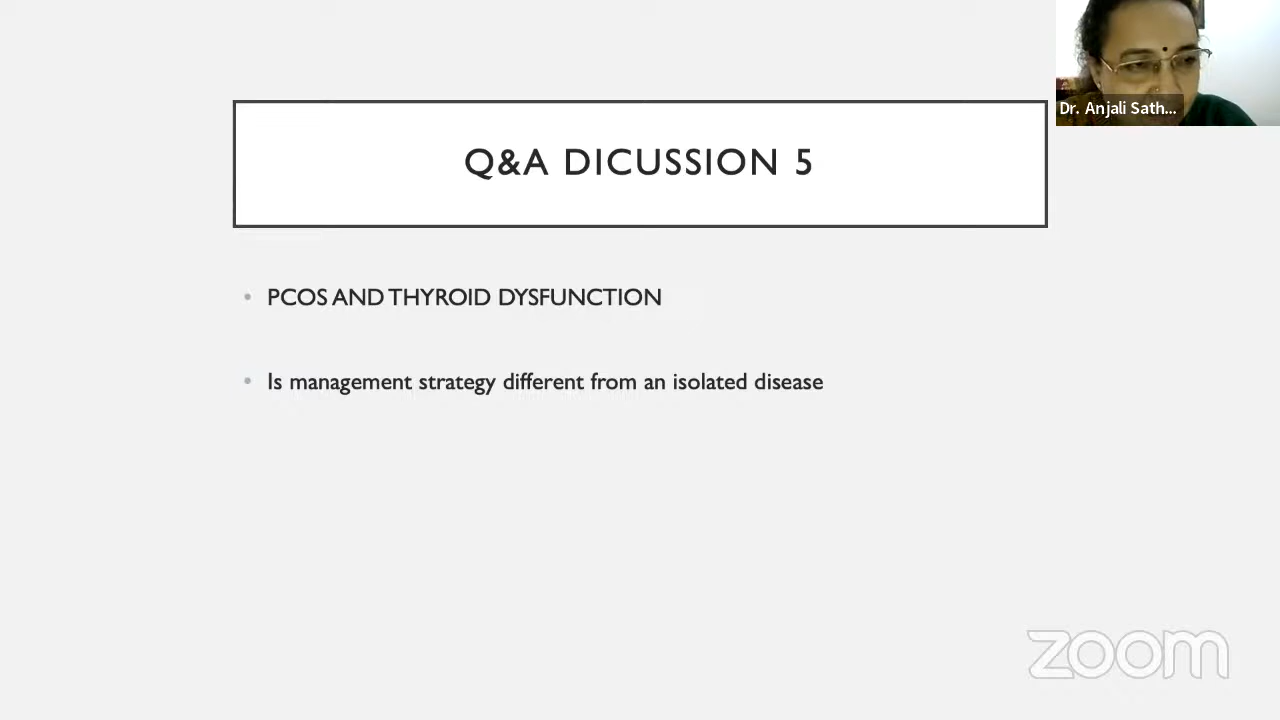 Q&A DICUSSION 5
Dr. Anjali Sath...
• PCOS AND THYROID DYSFUNCTION
• Is management strategy different from an isolated disease
zoom